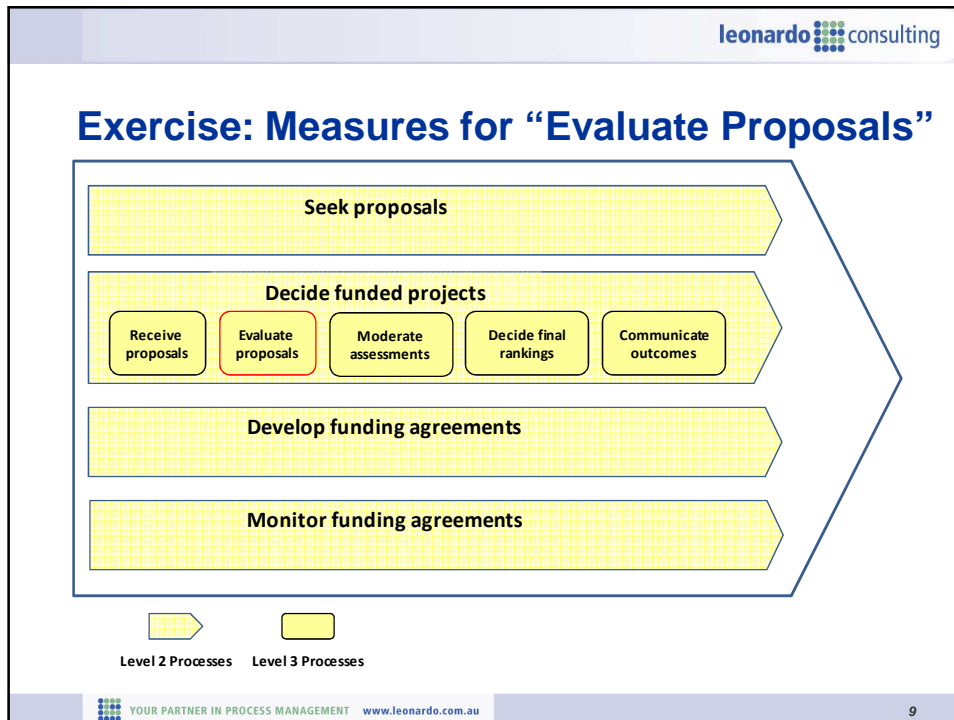 leonardo consulting
Exercise: Measures for “Evaluate Proposals”
Seek proposals
Decide funded projects
Receive
proposals
Evaluate
proposals
Moderate
assessments
Decide final
rankings
Communicate
outcomes
Develop funding agreements
Monitor funding agreements
Level 2 Processes
Level 3 Processes
YOUR PARTNER IN PROCESS MANAGEMENT www.leonardo.com.au
9